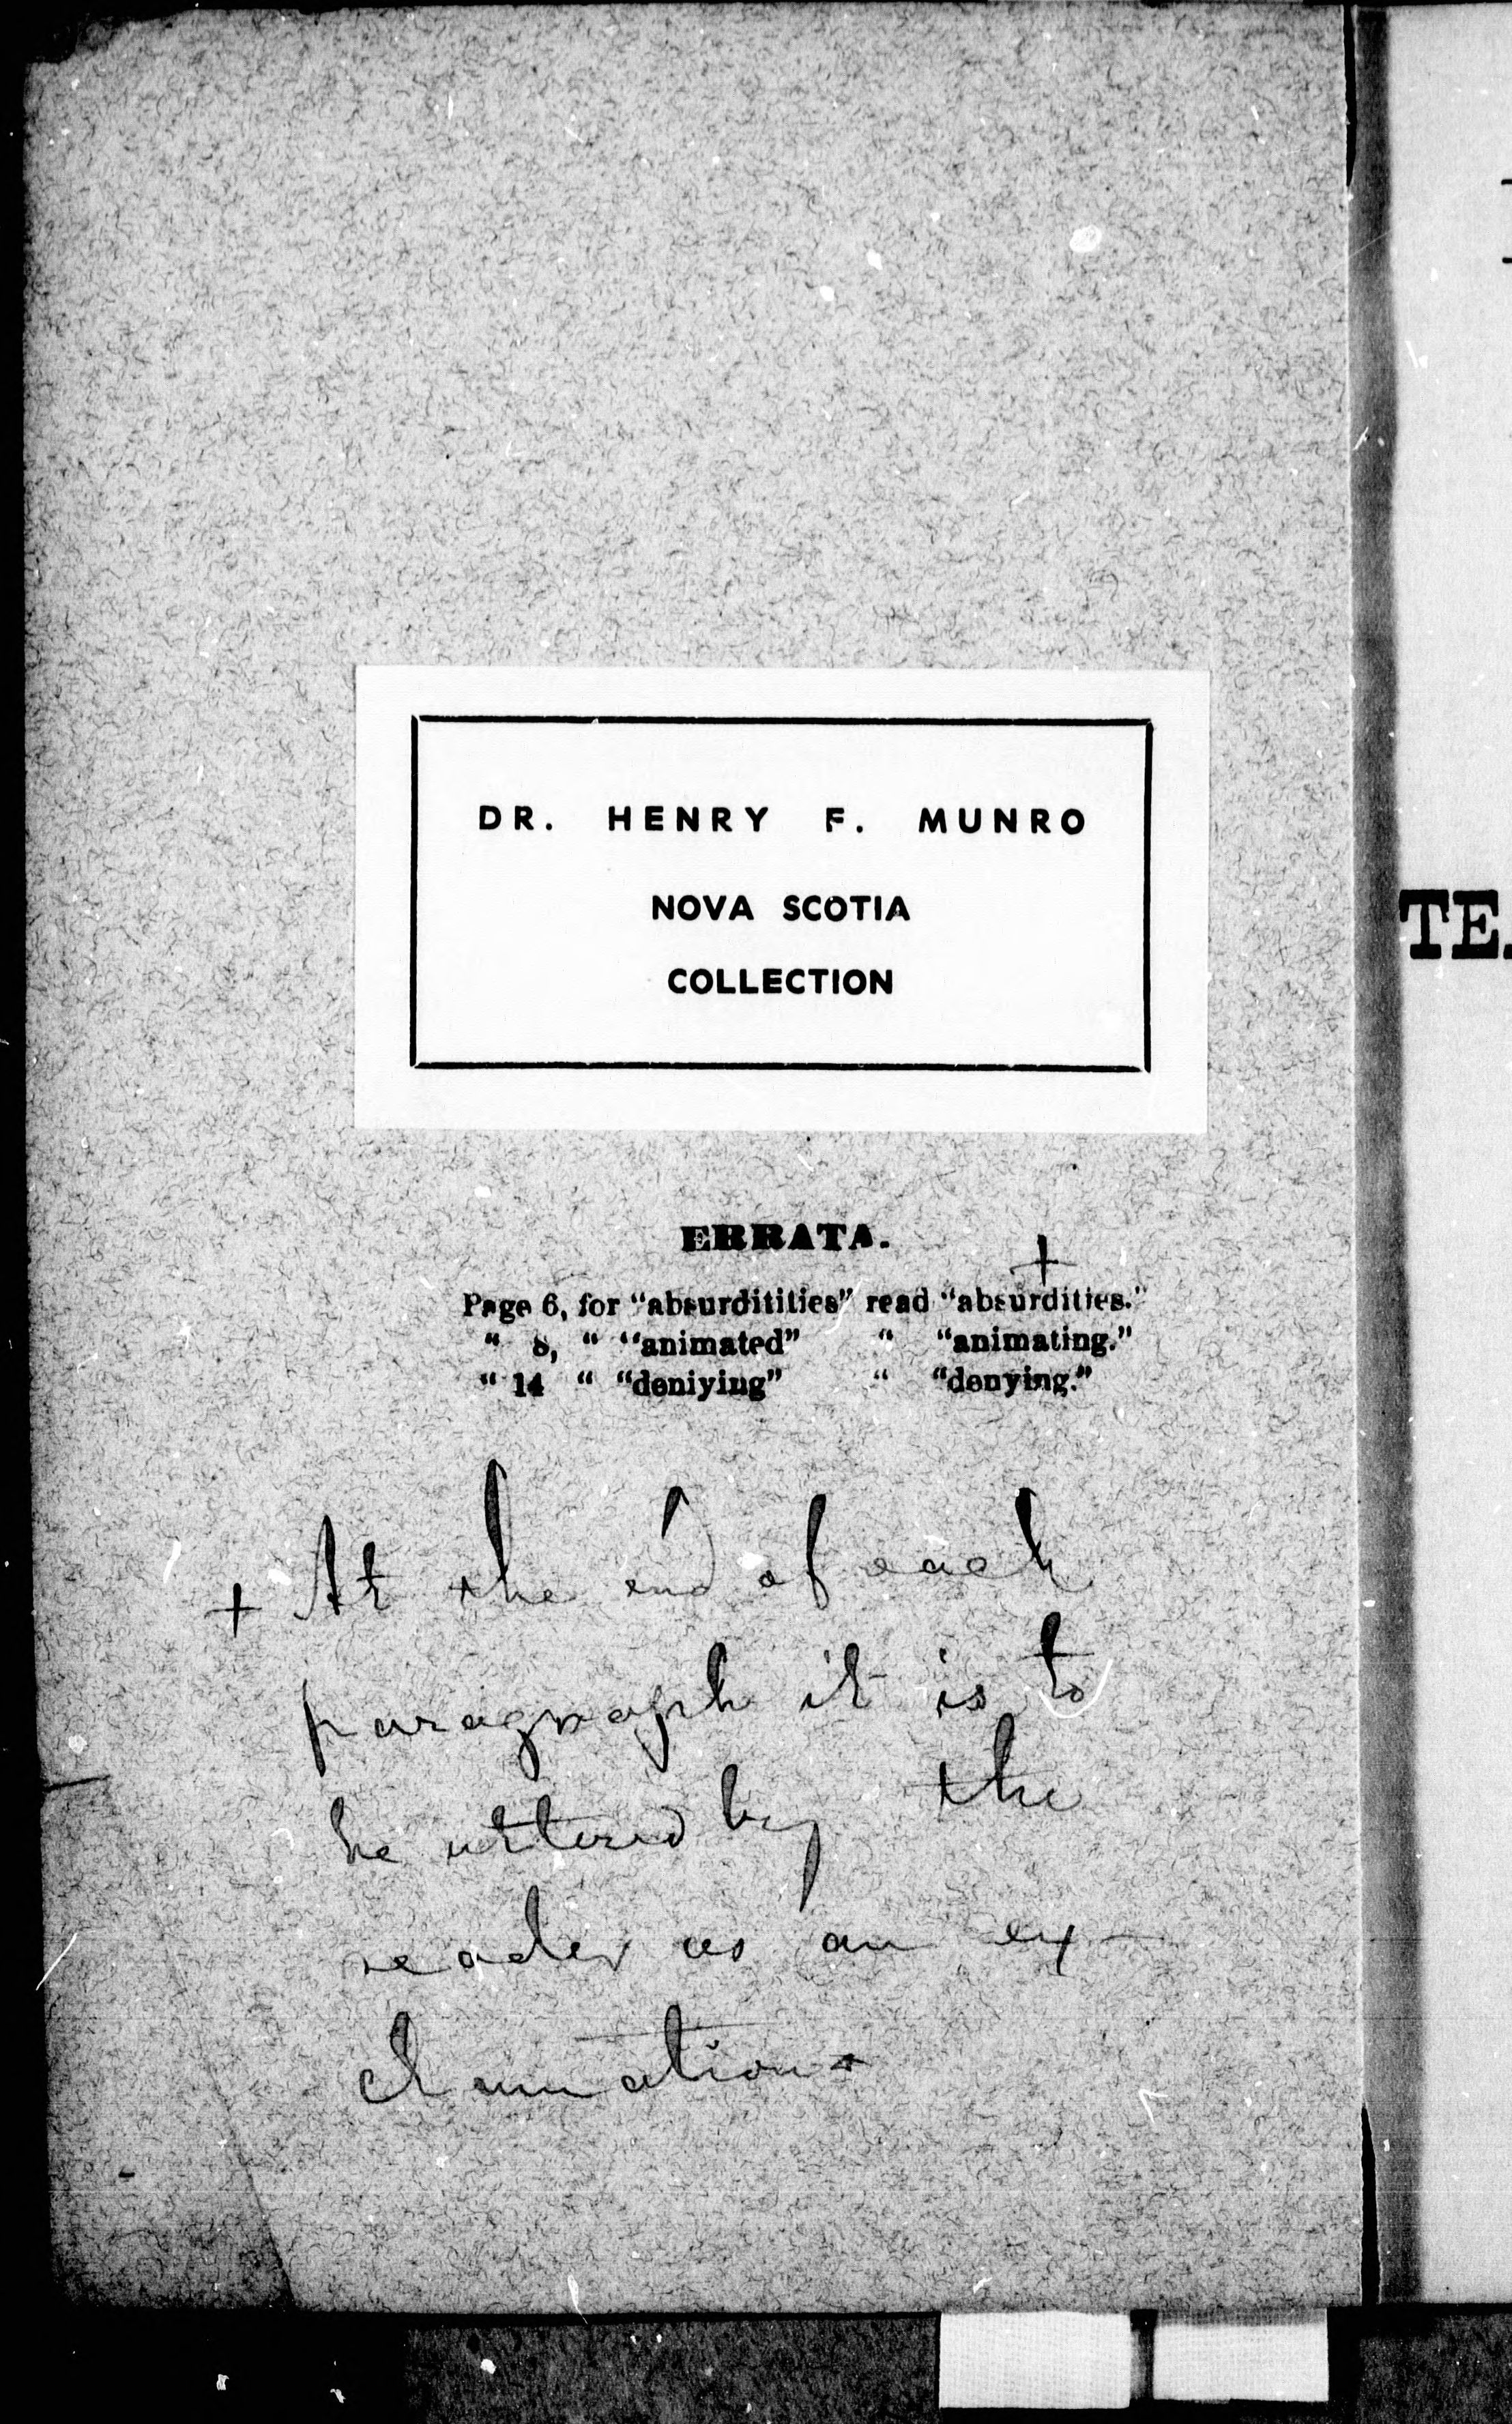 DR. HENRY F. MUNRO
NOVA SCOTIA
COLLECTION
ERRATA.
+
Page 6, for "absurditities" read "absurdities."
" 8, " "animated" " "animating."
" 14 " "deniying" " "denying."
+ At the end of each
paragraph it is to
be uttered by the
reader as an ex-
clamation
TE